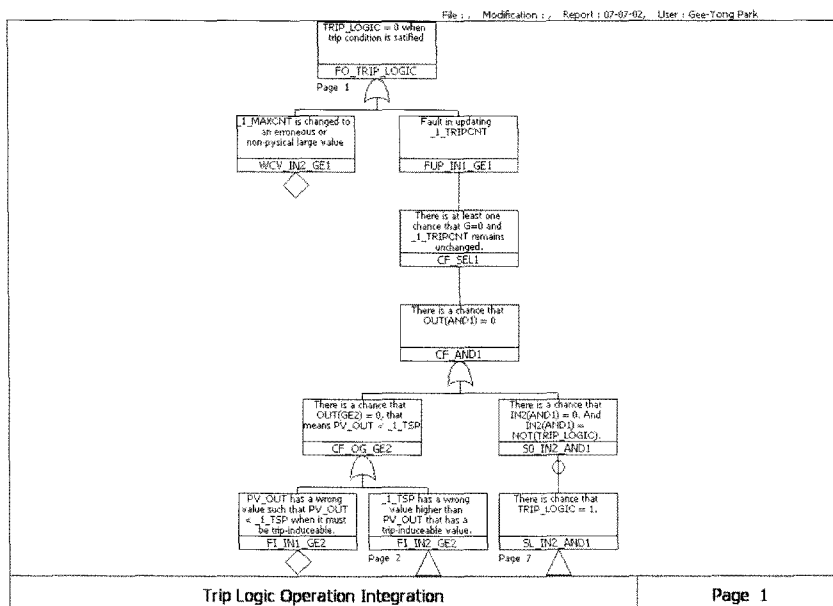 File : , Modification : , Report : 07-07-02, User : Gee-Yong Park
TRIP_LOGIC = 0 when
trip condition is satified
FO_TRIP_LOGIC
Page 1
_1_MAXCNT is changed to
an erroneous or
non-pysical large value
WCV_IN2_GE1
Fault in updating
_1_TRIPCNT
FUP_IN1_GE1
There is at least one
chance that G=0 and
_1_TRIPCNT remains
unchanged.
CF_SEL1
There is a chance that
OUT(AND1) = 0
CF_AND1
There is a chance that
OUT(GE2) = 0, that
means PV_OUT < _1_TSP
CF_OG_GE2
There is a chance that
IN2(AND1) = 0. And
IN2(AND1) =
NOT(TRIP_LOGIC).
SO_IN2_AND1
PV_OUT has a wrong
value such that PV_OUT
< _1_TSP when it must
be trip-induceable.
FI_IN1_GE2
_1_TSP has a wrong
value higher than
PV_OUT that has a
trip-induceable value.
FI_IN2_GE2
Page 2
There is chance that
TRIP_LOGIC = 1.
SL_IN2_AND1
Page 7
Trip Logic Operation Integration
Page 1